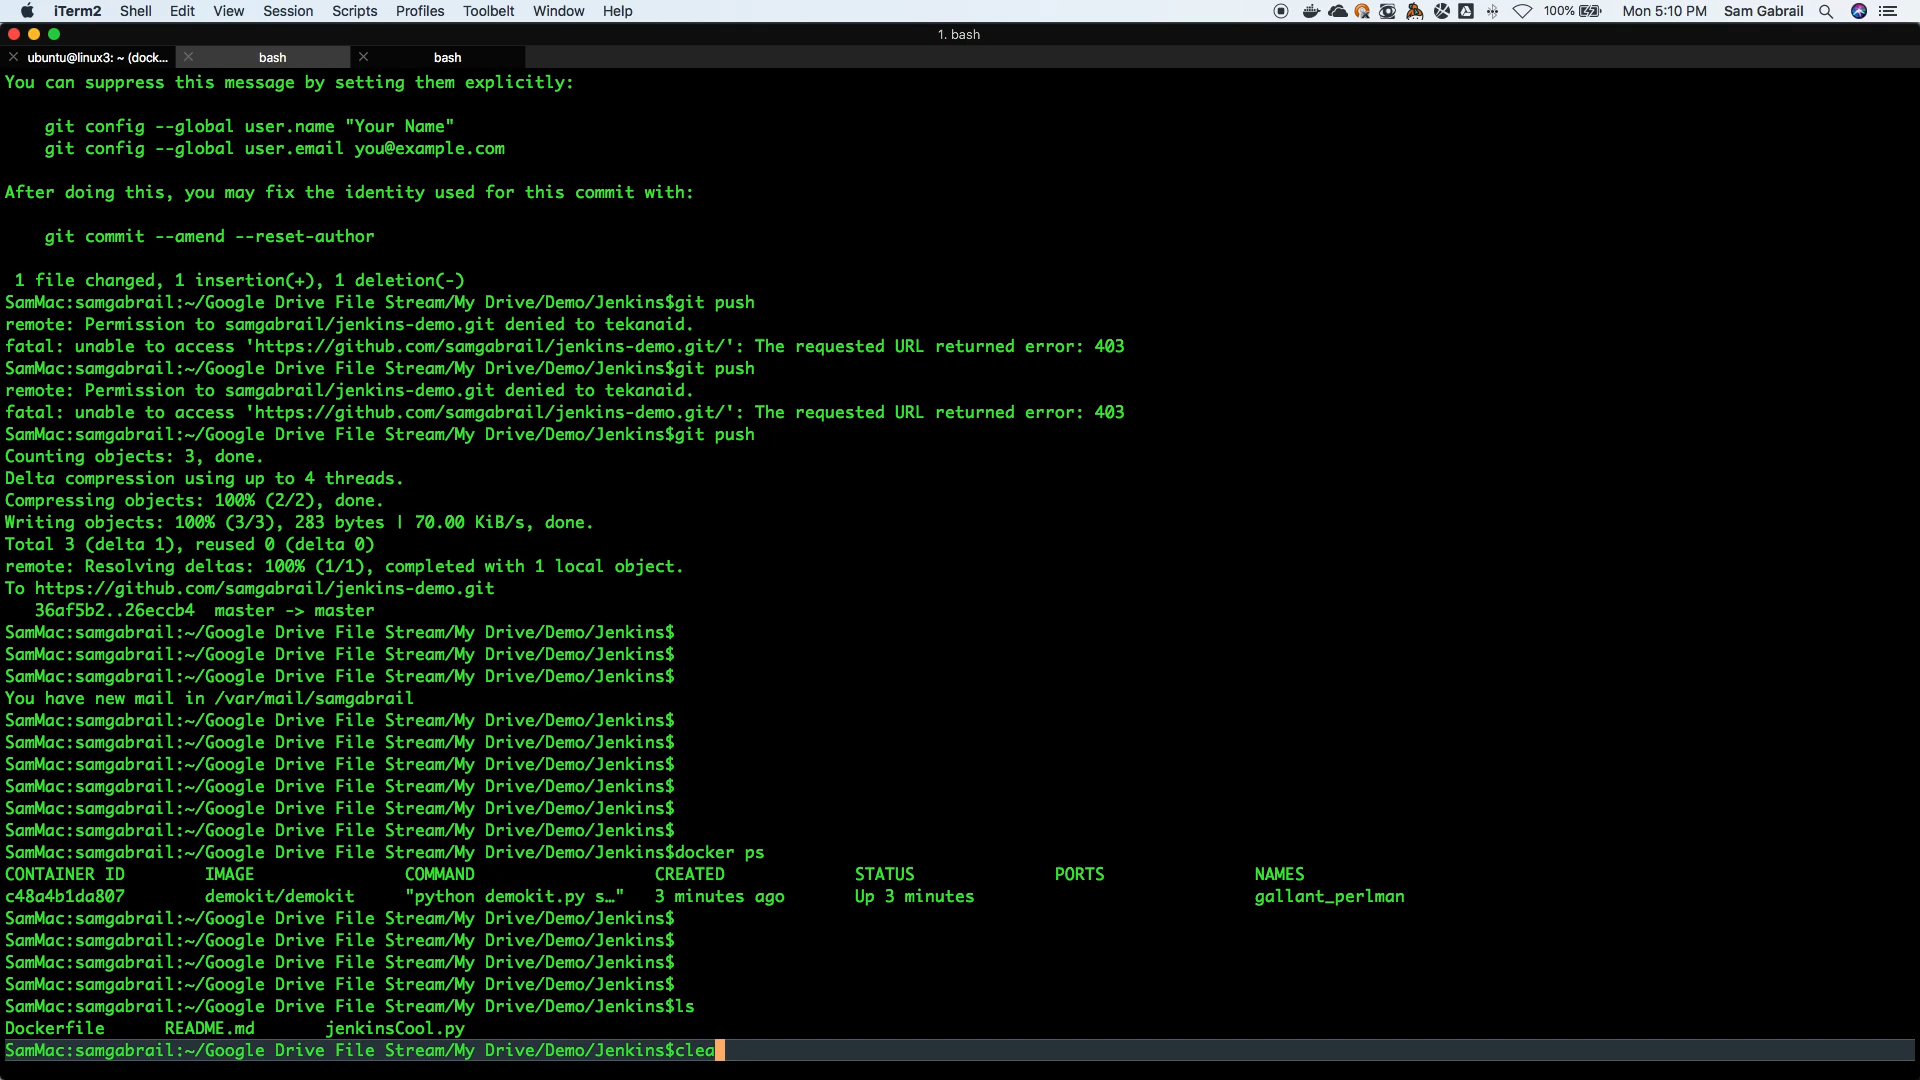 iTerm2 Shell Edit View Session Scripts Profiles Toolbelt Window Help 100% Mon 5:10 PM Sam Gabrail
1. bash
ubuntu@linux3: ~ (dock... bash bash
You can suppress this message by setting them explicitly:
git config --global user.name "Your Name"
git config --global user.email you@example.com
After doing this, you may fix the identity used for this commit with:
git commit --amend --reset-author
1 file changed, 1 insertion(+), 1 deletion(-)
SamMac:samgabrail:~/Google Drive File Stream/My Drive/Demo/Jenkins$git push
remote: Permission to samgabrail/jenkins-demo.git denied to tekanaid.
fatal: unable to access 'https://github.com/samgabrail/jenkins-demo.git/': The requested URL returned error: 403
SamMac:samgabrail:~/Google Drive File Stream/My Drive/Demo/Jenkins$git push
remote: Permission to samgabrail/jenkins-demo.git denied to tekanaid.
fatal: unable to access 'https://github.com/samgabrail/jenkins-demo.git/': The requested URL returned error: 403
SamMac:samgabrail:~/Google Drive File Stream/My Drive/Demo/Jenkins$git push
Counting objects: 3, done.
Delta compression using up to 4 threads.
Compressing objects: 100% (2/2), done.
Writing objects: 100% (3/3), 283 bytes | 70.00 KiB/s, done.
Total 3 (delta 1), reused 0 (delta 0)
remote: Resolving deltas: 100% (1/1), completed with 1 local object.
To https://github.com/samgabrail/jenkins-demo.git
36af5b2..26eccb4 master -> master
SamMac:samgabrail:~/Google Drive File Stream/My Drive/Demo/Jenkins$
SamMac:samgabrail:~/Google Drive File Stream/My Drive/Demo/Jenkins$
SamMac:samgabrail:~/Google Drive File Stream/My Drive/Demo/Jenkins$
You have new mail in /var/mail/samgabrail
SamMac:samgabrail:~/Google Drive File Stream/My Drive/Demo/Jenkins$
SamMac:samgabrail:~/Google Drive File Stream/My Drive/Demo/Jenkins$
SamMac:samgabrail:~/Google Drive File Stream/My Drive/Demo/Jenkins$
SamMac:samgabrail:~/Google Drive File Stream/My Drive/Demo/Jenkins$
SamMac:samgabrail:~/Google Drive File Stream/My Drive/Demo/Jenkins$
SamMac:samgabrail:~/Google Drive File Stream/My Drive/Demo/Jenkins$
SamMac:samgabrail:~/Google Drive File Stream/My Drive/Demo/Jenkins$docker ps
CONTAINER ID IMAGE COMMAND CREATED STATUS PORTS NAMES
c48a4b1da807 demokit/demokit "python demokit.py s…" 3 minutes ago Up 3 minutes gallant_perlman
SamMac:samgabrail:~/Google Drive File Stream/My Drive/Demo/Jenkins$
SamMac:samgabrail:~/Google Drive File Stream/My Drive/Demo/Jenkins$
SamMac:samgabrail:~/Google Drive File Stream/My Drive/Demo/Jenkins$
SamMac:samgabrail:~/Google Drive File Stream/My Drive/Demo/Jenkins$
SamMac:samgabrail:~/Google Drive File Stream/My Drive/Demo/Jenkins$ls
Dockerfile README.md jenkinsCool.py
SamMac:samgabrail:~/Google Drive File Stream/My Drive/Demo/Jenkins$clea